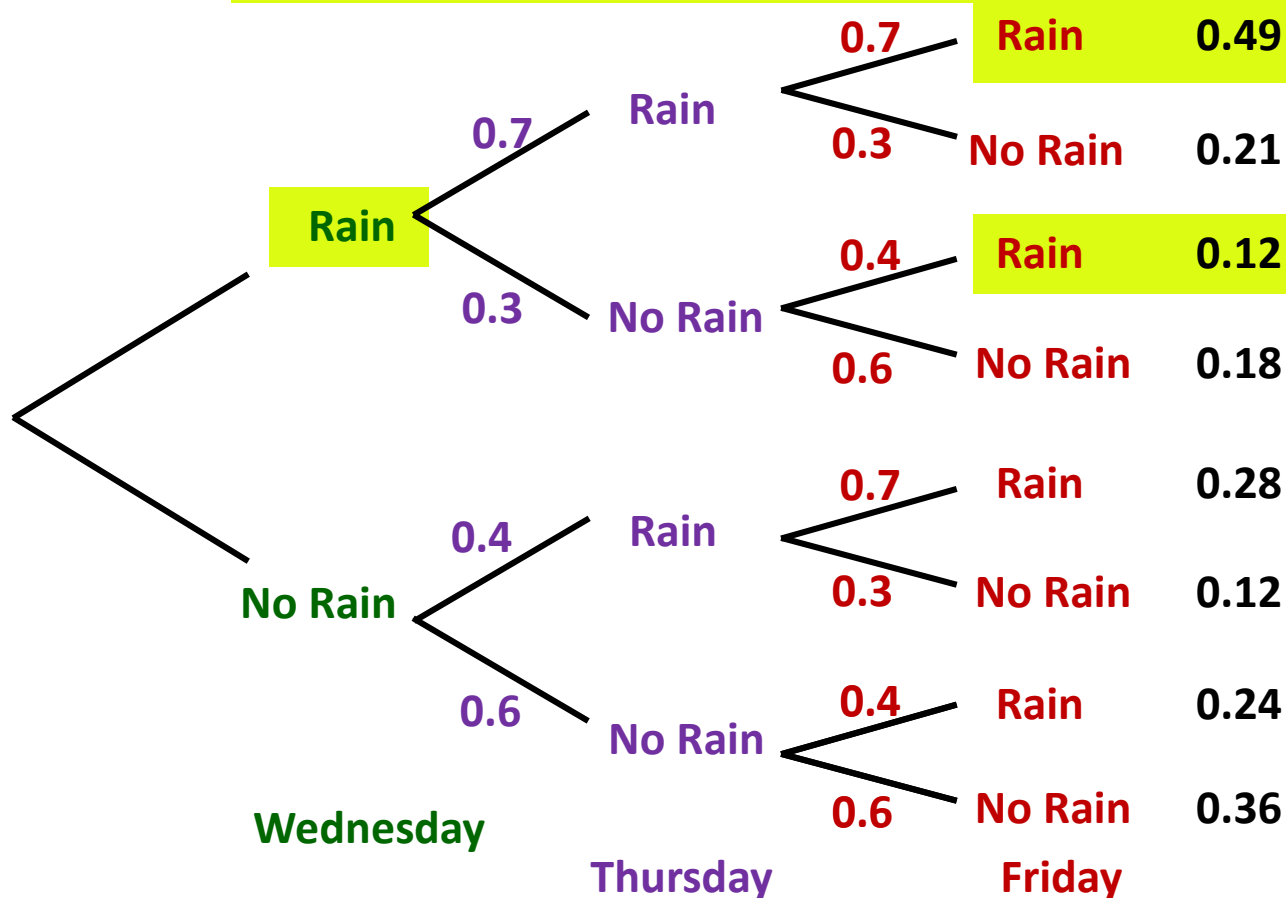 0.7 Rain 0.49
Rain
0.7
0.3 No Rain 0.21
Rain
0.4 Rain 0.12
0.3
No Rain
0.6 No Rain 0.18
0.7 Rain 0.28
0.4
Rain
0.3 No Rain 0.12
No Rain
0.4 Rain 0.24
0.6
No Rain
0.6 No Rain 0.36
Wednesday
Thursday Friday